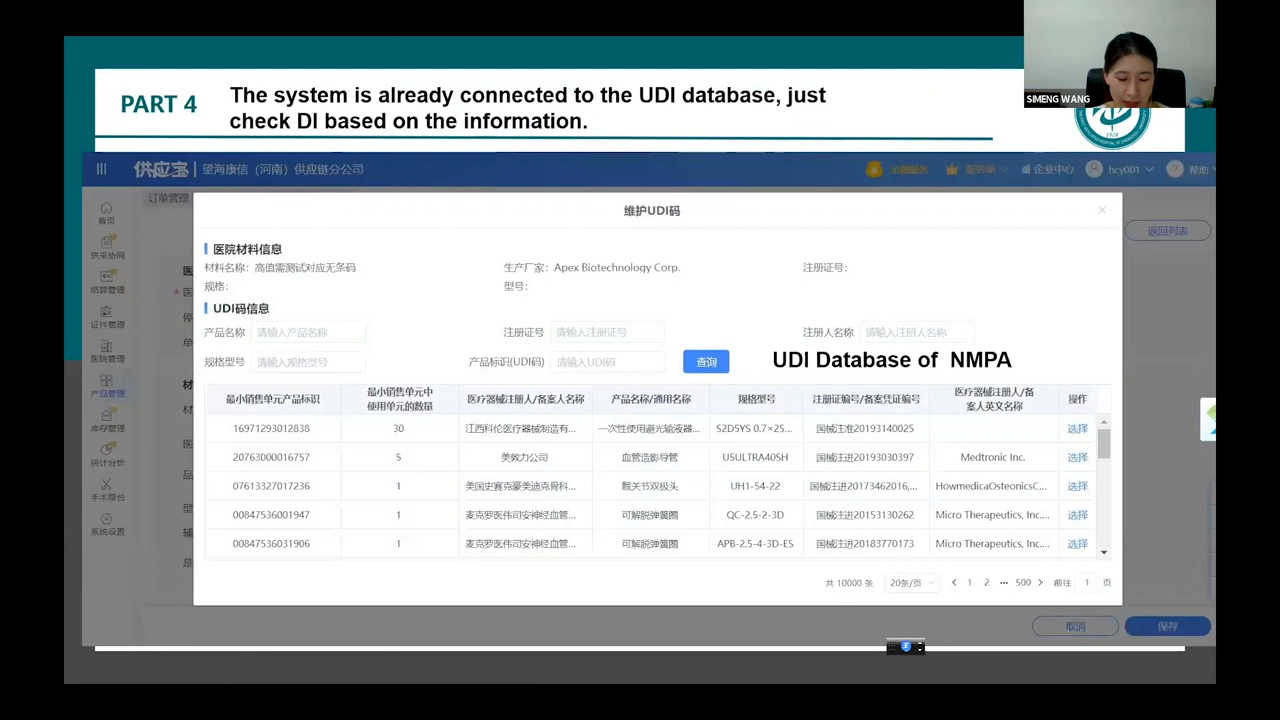 SIMENG WANG
PART 4
The system is already connected to the UDI database, just
check DI based on the information.
1928
供应宝
望海康信（河南）供应链分公司
服务单
企业中心
hcy001
帮助
订单管理
返回列表
首页
供采协同
结算管理
证件管理
医院管理
产品管理
库存管理
统计分析
手术跟台
系统设置
维护UDI码
医院材料信息
材料名称： 高值需测试对应无条码
生产厂家： Apex Biotechnology Corp.
注册证号：
规格：
型号：
UDI码信息
产品名称 请输入产品名称
注册证号 请输入注册证号
注册人名称 请输入注册人名称
规格型号 请输入规格型号
产品标识(UDI码) 请输入UDI码
查询
UDI Database of NMPA
最小销售单元产品标识 最小销售单元中使用单元的数量 医疗器械注册人/备案人名称 产品名称/通用名称 规格型号 注册证编号/备案凭证编号 医疗器械注册人/备案人英文名称 操作
16971293012838 30 江西科伦医疗器械制造有... 一次性使用避光输液器... S2D5YS 0.7×25... 国械注准20193140025 选择
20763000016757 5 美敦力公司 血管造影导管 U5ULTRA40SH 国械注进20193030397 Medtronic Inc. 选择
07613327017236 1 美国史赛克豪美迪克骨科... 髋关节双极头 UH1-54-22 国械注进20173462016,... HowmedicaOsteonicsC... 选择
00847536001947 1 麦克罗医伟司安神经血管... 可解脱弹簧圈 QC-2.5-2-3D 国械注进20153130262 Micro Therapeutics, Inc.... 选择
00847536031906 1 麦克罗医伟司安神经血管... 可解脱弹簧圈 APB-2.5-4-3D-ES 国械注进20183770173 Micro Therapeutics, Inc.... 选择
共 10000 条 20条/页 1 2 ... 500 前往 1 页
取消
保存